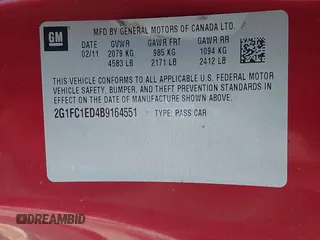 GM
MFD BY GENERAL MOTORS OF CANADA LTD.
02/11 GVWR GAWR FRT GAWR RR
2079 KG 985 KG 1094 KG
4583 LB 2171 LB 2412 LB
THIS VEHICLE CONFORMS TO ALL APPLICABLE U.S. FEDERAL MOTOR
VEHICLE SAFETY, BUMPER, AND THEFT PREVENTION STANDARDS IN
EFFECT ON THE DATE OF MANUFACTURE SHOWN ABOVE.
2G1FC1ED4B9164551 TYPE: PASS CAR
DREAMBID